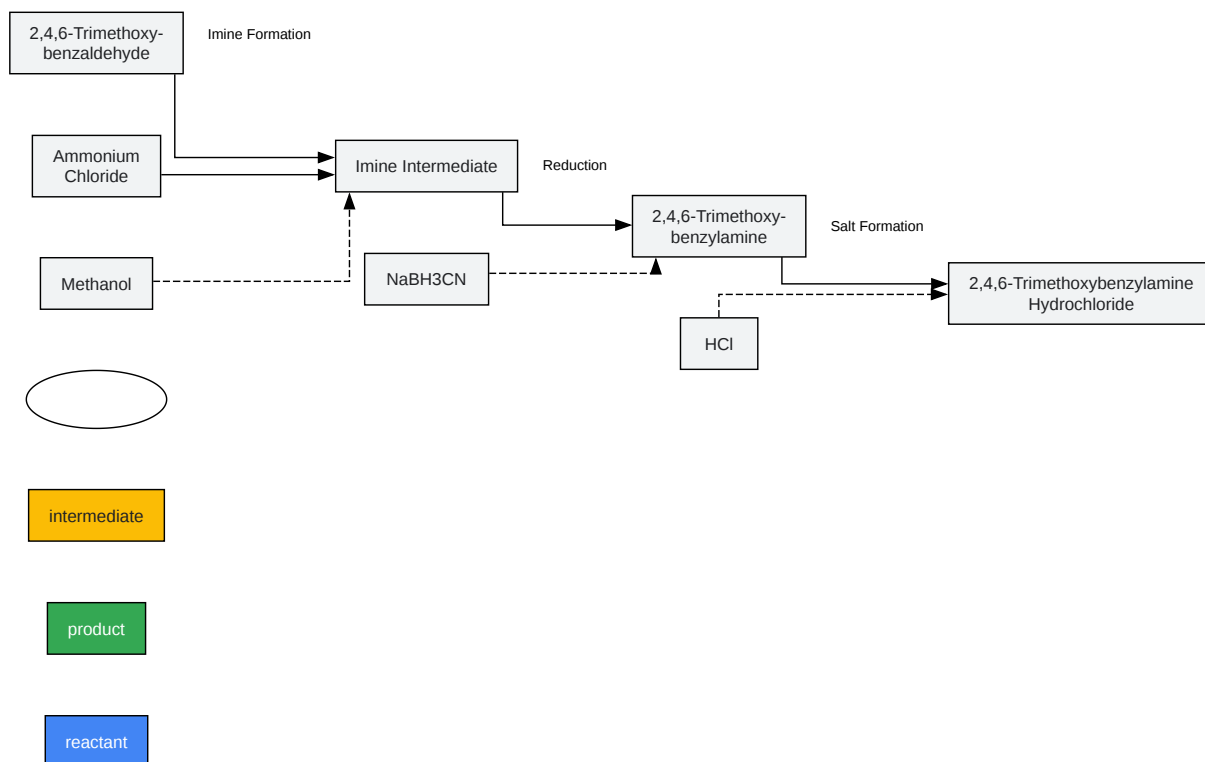 2,4,6-Trimethoxy-
benzaldehyde
Imine Formation
Ammonium
Chloride
Imine Intermediate
Reduction
2,4,6-Trimethoxy-
benzylamine
Salt Formation
Methanol
NaBH3CN
2,4,6-Trimethoxybenzylamine
Hydrochloride
HCl
intermediate
product
reactant